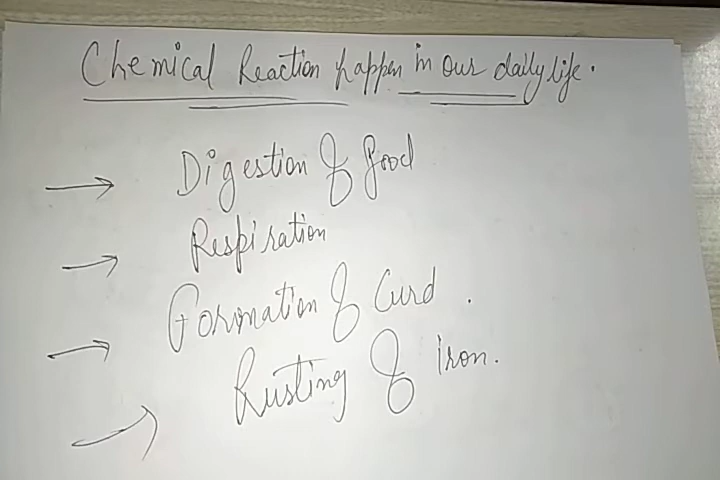 Chemical Reaction happen in our daily life.
→ Digestion of food
→ Respiration
→ Formation of Curd.
→ Rusting of iron.